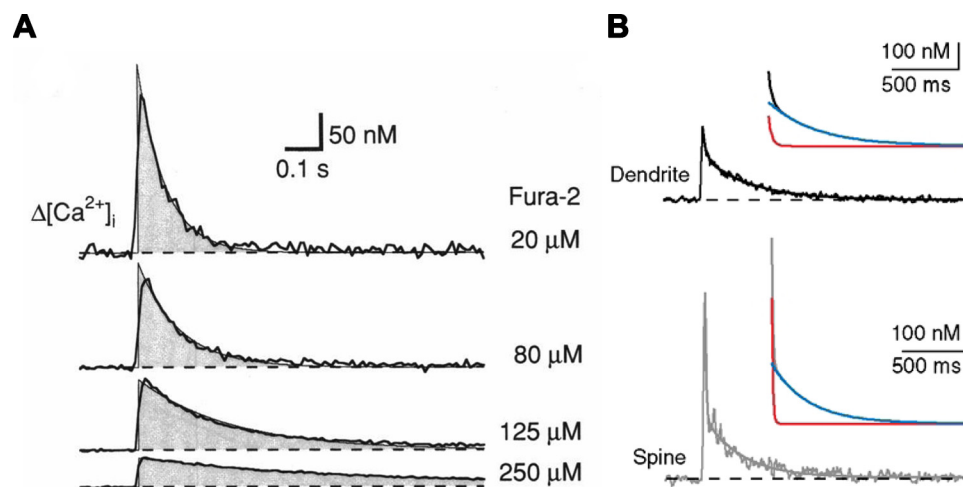 A
50 nM
0.1 s
Fura-2
Δ[Ca²⁺]ᵢ
20 μM
80 μM
125 μM
250 μM
B
100 nM
500 ms
Dendrite
100 nM
500 ms
Spine